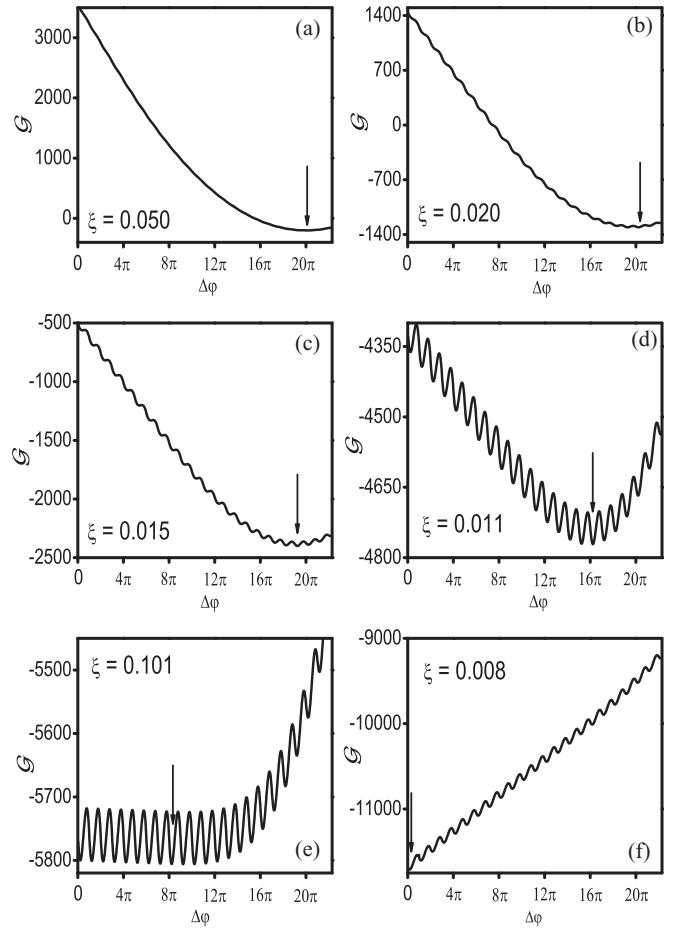 (a)
3500
2000
1000
0
𝒢
ξ = 0.050
0 4π 8π 12π 16π 20π
Δφ
(b)
1400
700
0
-700
-1400
𝒢
ξ = 0.020
0 4π 8π 12π 16π 20π
Δφ
(c)
-500
-1000
-1500
-2000
-2500
𝒢
ξ = 0.015
0 4π 8π 12π 16π 20π
Δφ
(d)
-4350
-4500
-4650
-4800
𝒢
ξ = 0.011
0 4π 8π 12π 16π 20π
Δφ
ξ = 0.101
-5500
-5600
-5700
-5800
𝒢
(e)
0 4π 8π 12π 16π 20π
Δφ
-9000
ξ = 0.008
-10000
-11000
𝒢
(f)
0 4π 8π 12π 16π 20π
Δφ